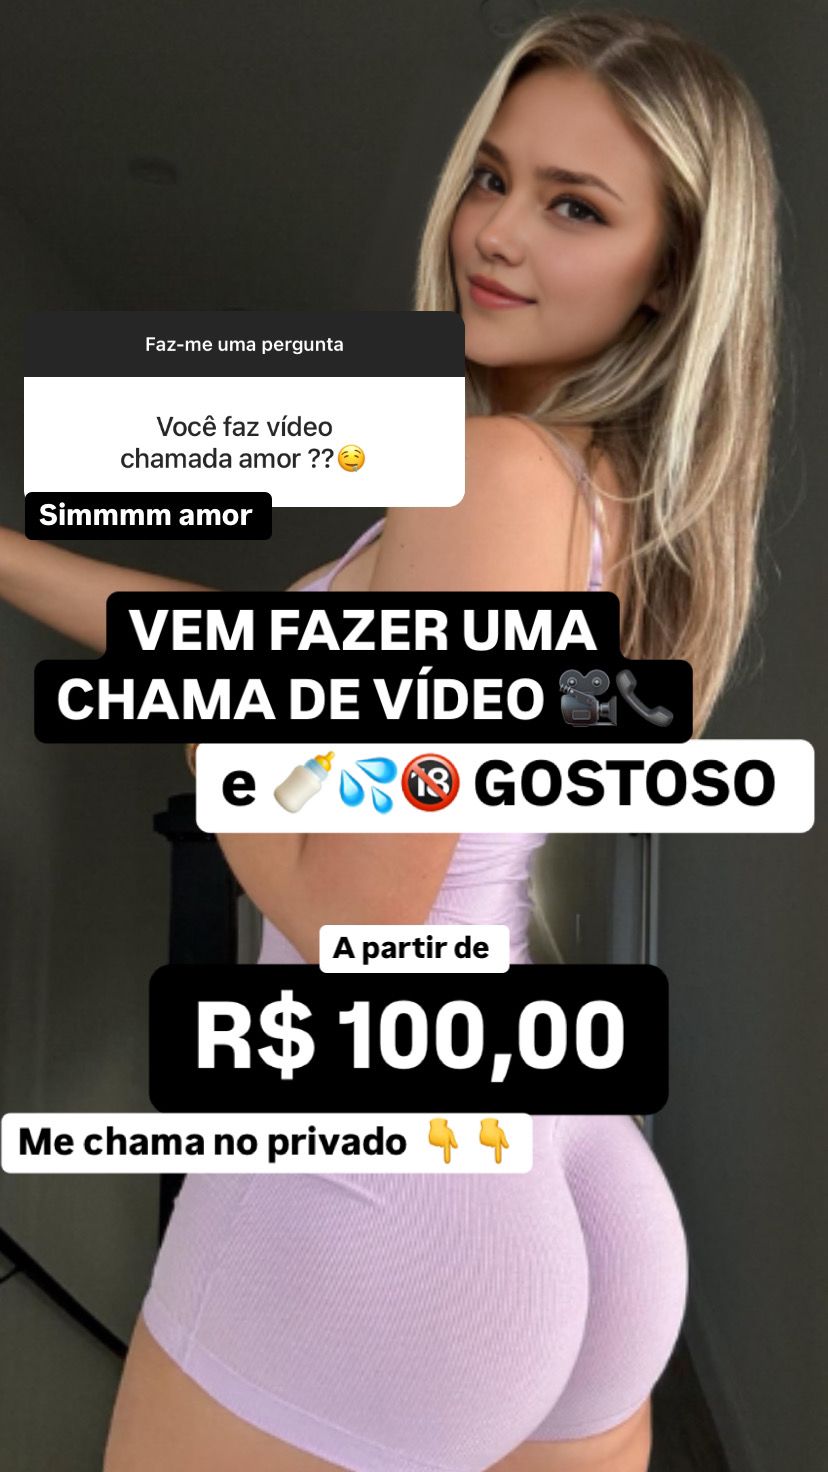 Faz-me uma pergunta
Você faz vídeo
chamada amor ??🤤
Simmmm amor
VEM FAZER UMA
CHAMA DE VÍDEO 🎥📞
e 🍼💦🔞 GOSTOSO
A partir de
R$ 100,00
Me chama no privado 👇👇